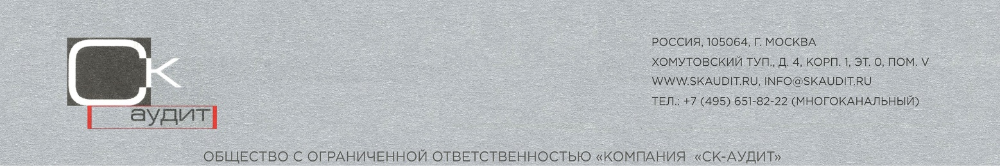 Ск
аудит
РОССИЯ, 105064, Г. МОСКВА
ХОМУТОВСКИЙ ТУП., Д. 4, КОРП. 1, ЭТ. 0, ПОМ. V
WWW.SKAUDIT.RU, INFO@SKAUDIT.RU
ТЕЛ.: +7 (495) 651-82-22 (МНОГОКАНАЛЬНЫЙ)
ОБЩЕСТВО С ОГРАНИЧЕННОЙ ОТВЕТСТВЕННОСТЬЮ «КОМПАНИЯ «СК-АУДИТ»